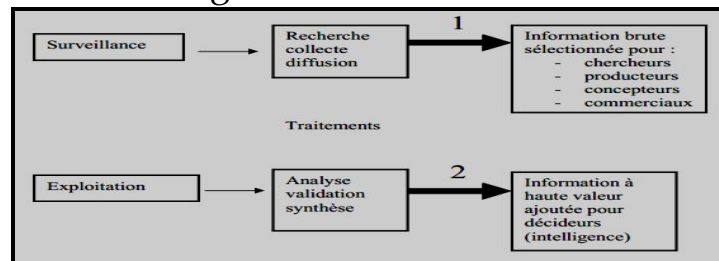 Surveillance
Recherche
collecte
diffusion
1
Information brute
sélectionnée pour :
- chercheurs
- producteurs
- concepteurs
- commerciaux
Traitements
Exploitation
Analyse
validation
synthèse
2
Information à
haute valeur
ajoutée pour
décideurs
(intelligence)